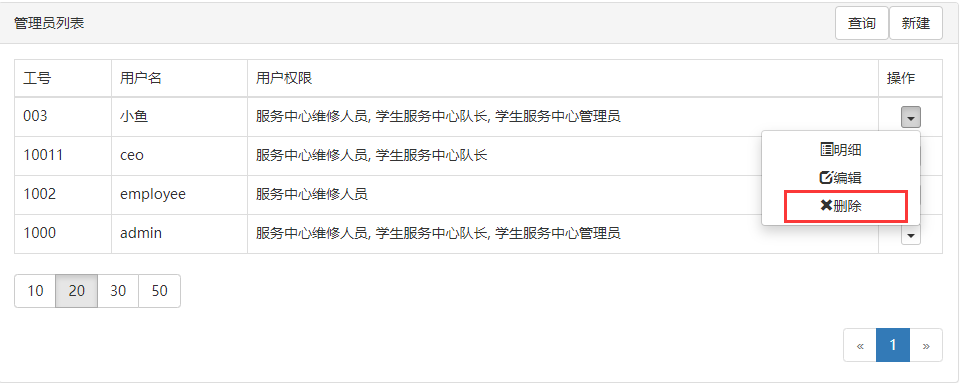 管理员列表 查询 新建
工号 用户名 用户权限 操作
003 小鱼 服务中心维修人员, 学生服务中心队长, 学生服务中心管理员
10011 ceo 服务中心维修人员, 学生服务中心队长
明细
1002 employee 服务中心维修人员
编辑
删除
1000 admin 服务中心维修人员, 学生服务中心队长, 学生服务中心管理员
10 20 30 50
« 1 »